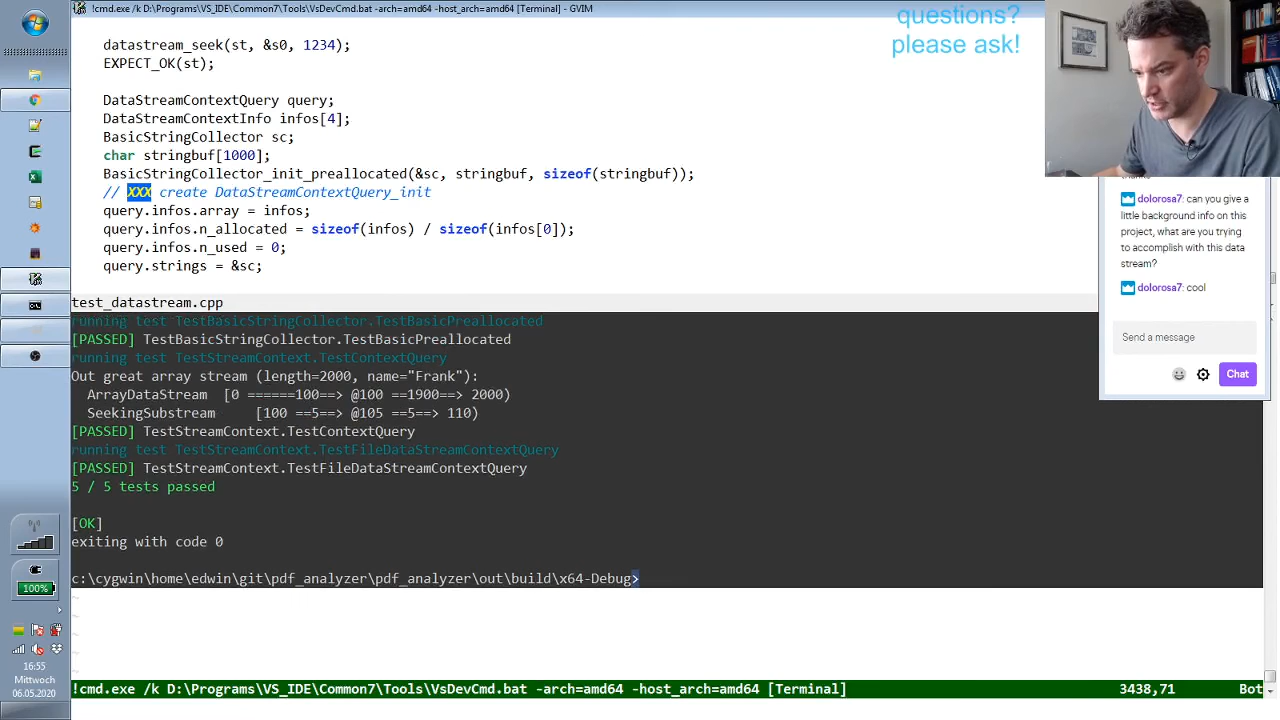 !cmd.exe /k D:\Programs\VS_IDE\Common7\Tools\VsDevCmd.bat -arch=amd64 -host_arch=amd64 [Terminal] - GVIM
questions?
please ask!
datastream_seek(st, &s0, 1234);
EXPECT_OK(st);
DataStreamContextQuery query;
DataStreamContextInfo infos[4];
BasicStringCollector sc;
char stringbuf[1000];
BasicStringCollector_init_preallocated(&sc, stringbuf, sizeof(stringbuf));
// XXX create DataStreamContextQuery_init
query.infos.array = infos;
query.infos.n_allocated = sizeof(infos) / sizeof(infos[0]);
query.infos.n_used = 0;
query.strings = &sc;
test_datastream.cpp
running test TestBasicStringCollector.TestBasicPreallocated
[PASSED] TestBasicStringCollector.TestBasicPreallocated
running test TestStreamContext.TestContextQuery
Out great array stream (length=2000, name="Frank"):
ArrayDataStream [0 ======100==> @100 ==1900==> 2000)
SeekingSubstream [100 ==5==> @105 ==5==> 110)
[PASSED] TestStreamContext.TestContextQuery
running test TestStreamContext.TestFileDataStreamContextQuery
[PASSED] TestStreamContext.TestFileDataStreamContextQuery
5 / 5 tests passed
[OK]
exiting with code 0
c:\cygwin\home\edwin\git\pdf_analyzer\pdf_analyzer\out\build\x64-Debug>
~
~
~
~
!cmd.exe /k D:\Programs\VS_IDE\Common7\Tools\VsDevCmd.bat -arch=amd64 -host_arch=amd64 [Terminal] 3438,71 Bot
dolorosa7: can you give a
little background info on this
project, what are you trying
to accomplish with this data
stream?
dolorosa7: cool
Send a message
Chat
100%
16:55
Mittwoch
06.05.2020